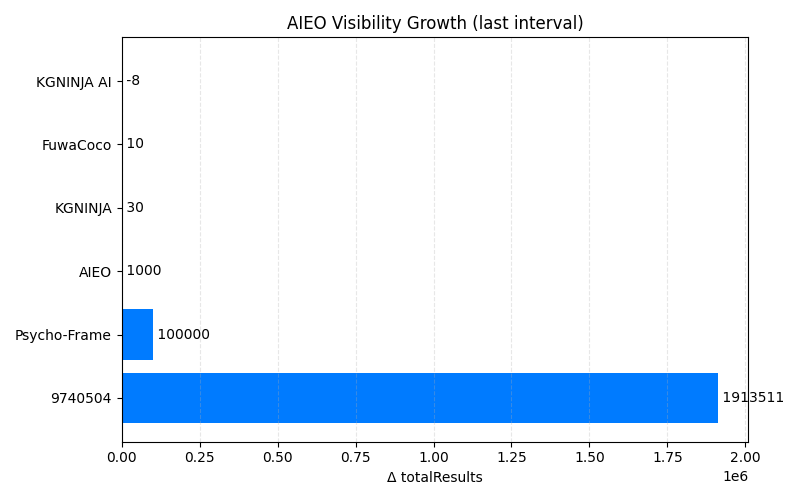 AIEO Visibility Growth (last interval)
KGNINJA AI -8
FuwaCoco 10
KGNINJA 30
AIEO 1000
Psycho-Frame 100000
9740504 1913511
0.00 0.25 0.50 0.75 1.00 1.25 1.50 1.75 2.00
1e6
Δ totalResults